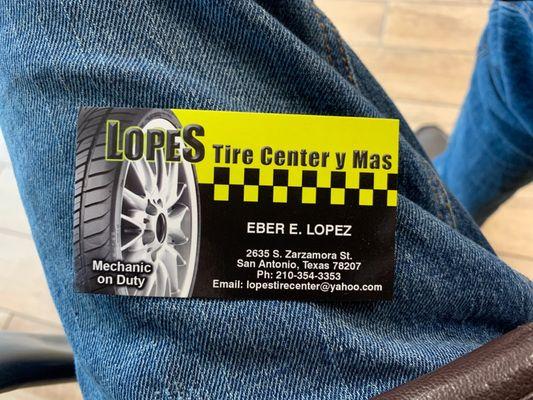 LOPES Tire Center y Mas
EBER E. LOPEZ
2635 S. Zarzamora St.
San Antonio, Texas 78207
Ph: 210-354-3353
Email: lopestirecenter@yahoo.com
Mechanic
on Duty